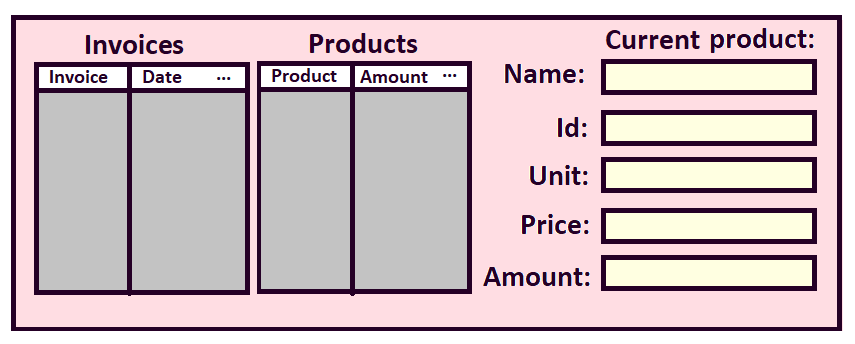 Invoices
Invoice Date ...
Products
Product Amount ...
Current product:
Name:
Id:
Unit:
Price:
Amount: